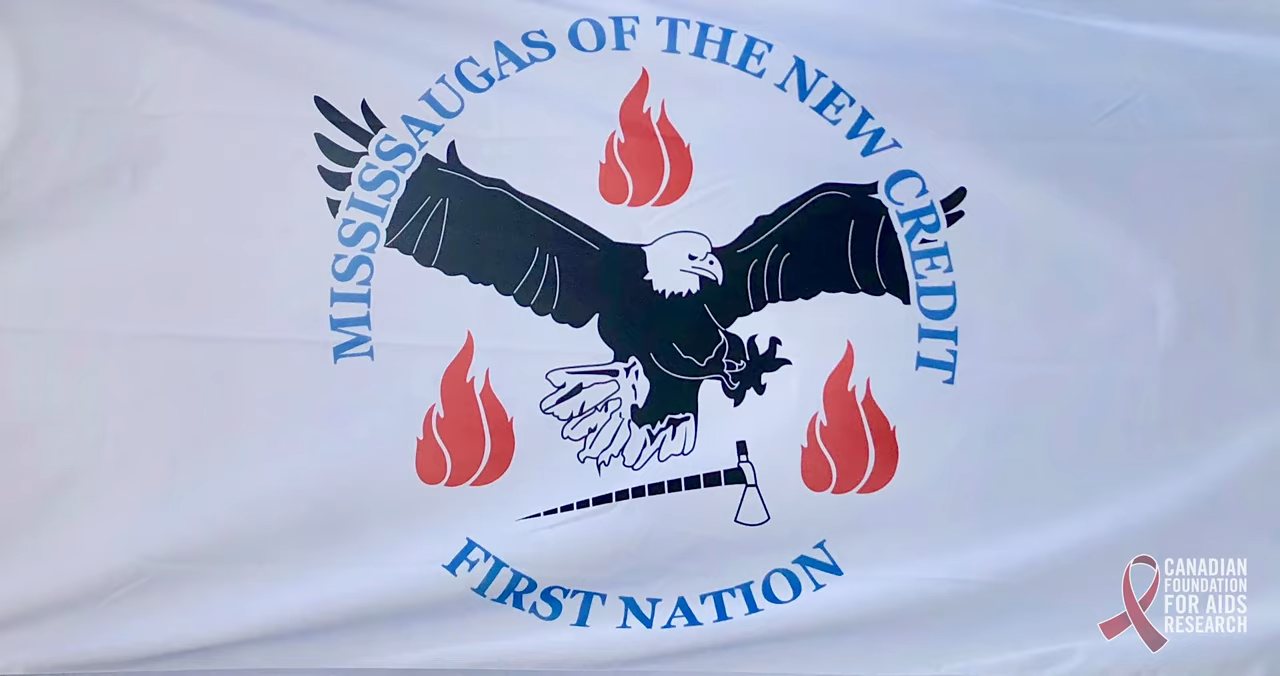 MISSISSAUGAS OF THE NEW CREDIT
FIRST NATION
CANADIAN
FOUNDATION
FOR AIDS
RESEARCH